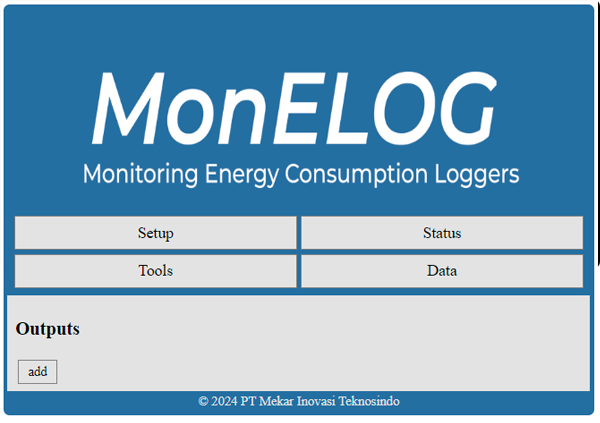 MonELOG
Monitoring Energy Consumption Loggers
Setup Status
Tools Data
Outputs
add
© 2024 PT Mekar Inovasi Teknosindo